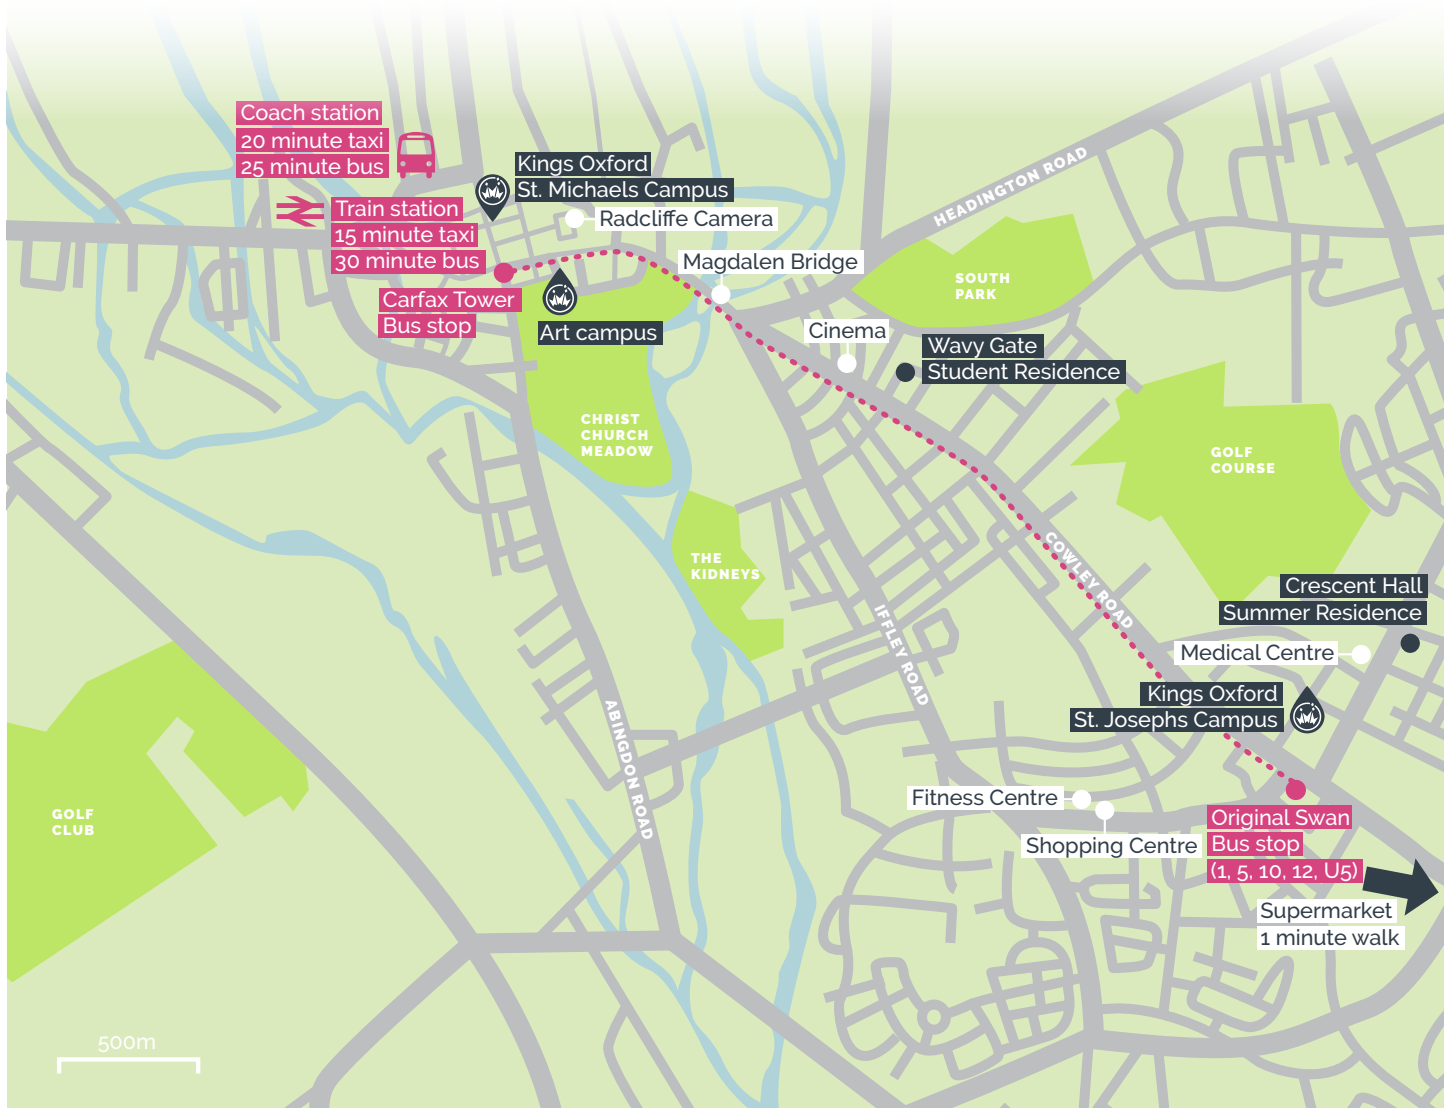 Coach station
20 minute taxi
25 minute bus
Kings Oxford
St. Michaels Campus
Train station
15 minute taxi
30 minute bus
Radcliffe Camera
HEADINGTON ROAD
Magdalen Bridge
SOUTH
PARK
Carfax Tower
Bus stop
Art campus
Cinema
Wavy Gate
Student Residence
CHRIST
CHURCH
MEADOW
GOLF
COURSE
THE
KIDNEYS
COWLEY ROAD
IFFLEY ROAD
Crescent Hall
Summer Residence
Medical Centre
Kings Oxford
St. Josephs Campus
ABINGDON ROAD
GOLF
CLUB
Fitness Centre
Shopping Centre
Original Swan
Bus stop
(1, 5, 10, 12, U5)
Supermarket
1 minute walk
500m